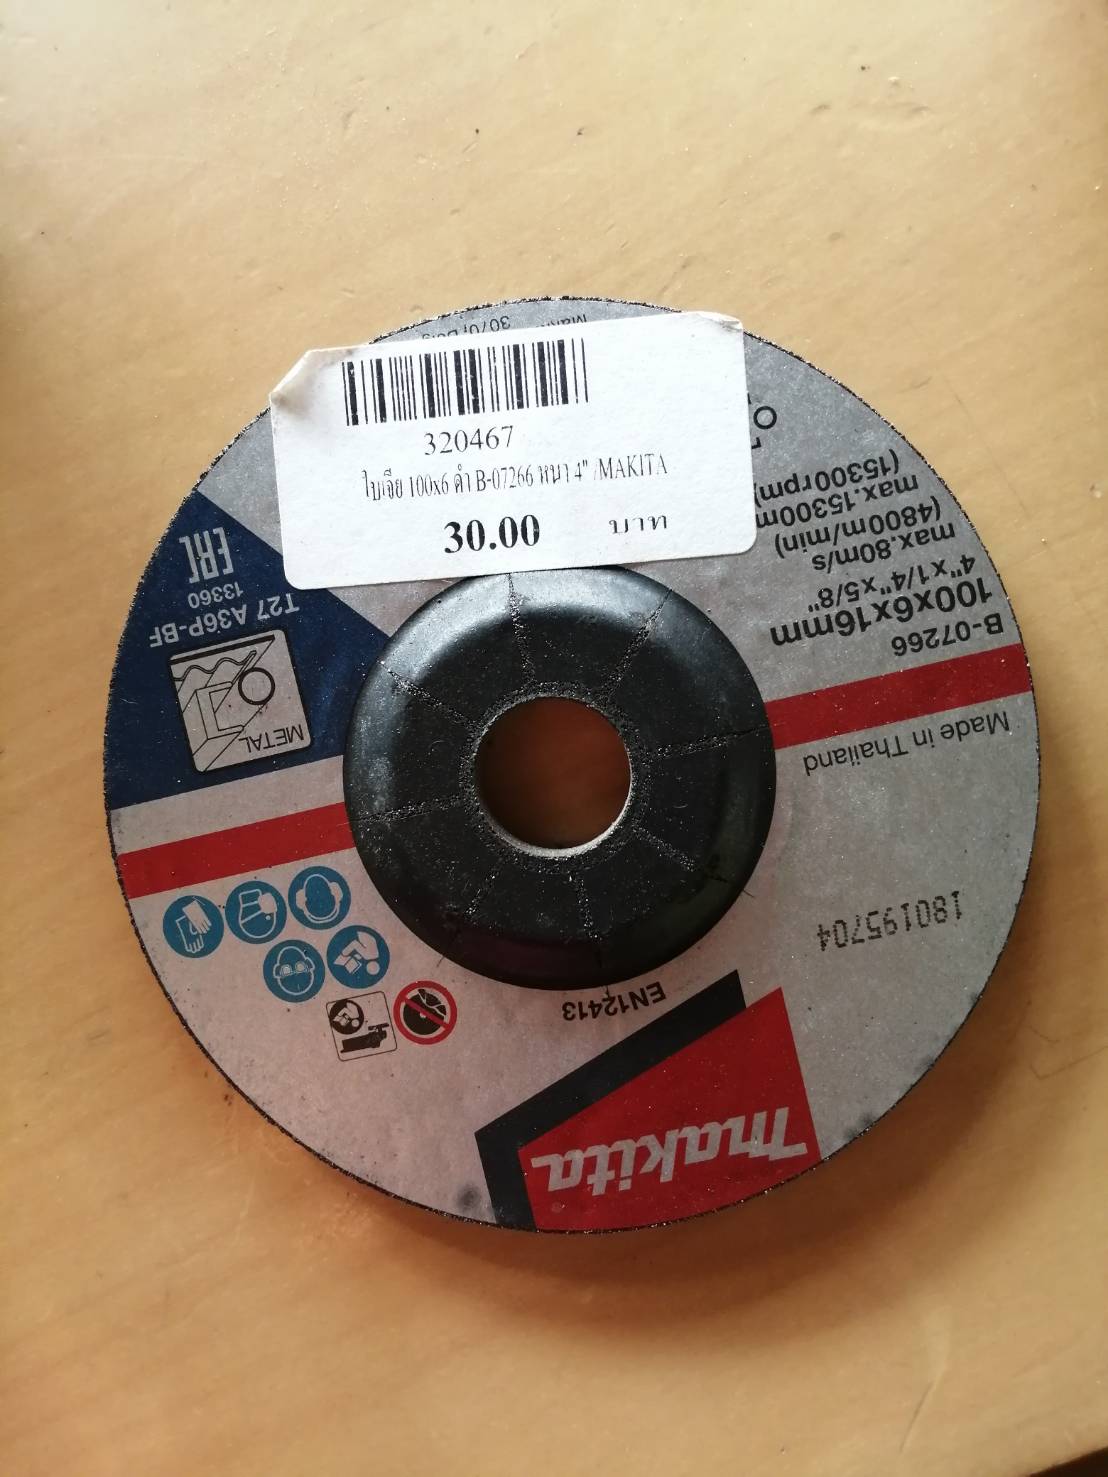 320467
ใบเจีย 100x6 ดำ B-07266 หนา 4" /MAKITA
30.00 บาท
B-07266
100x6x16mm
4"x1/4"x5/8"
max.80m/s
(4800m/min)
max.15300m
(15300rpm)
Made in Thailand
180195704
EN12413
makita
METAL
T27 A36P-BF
13360
EAC
3070,